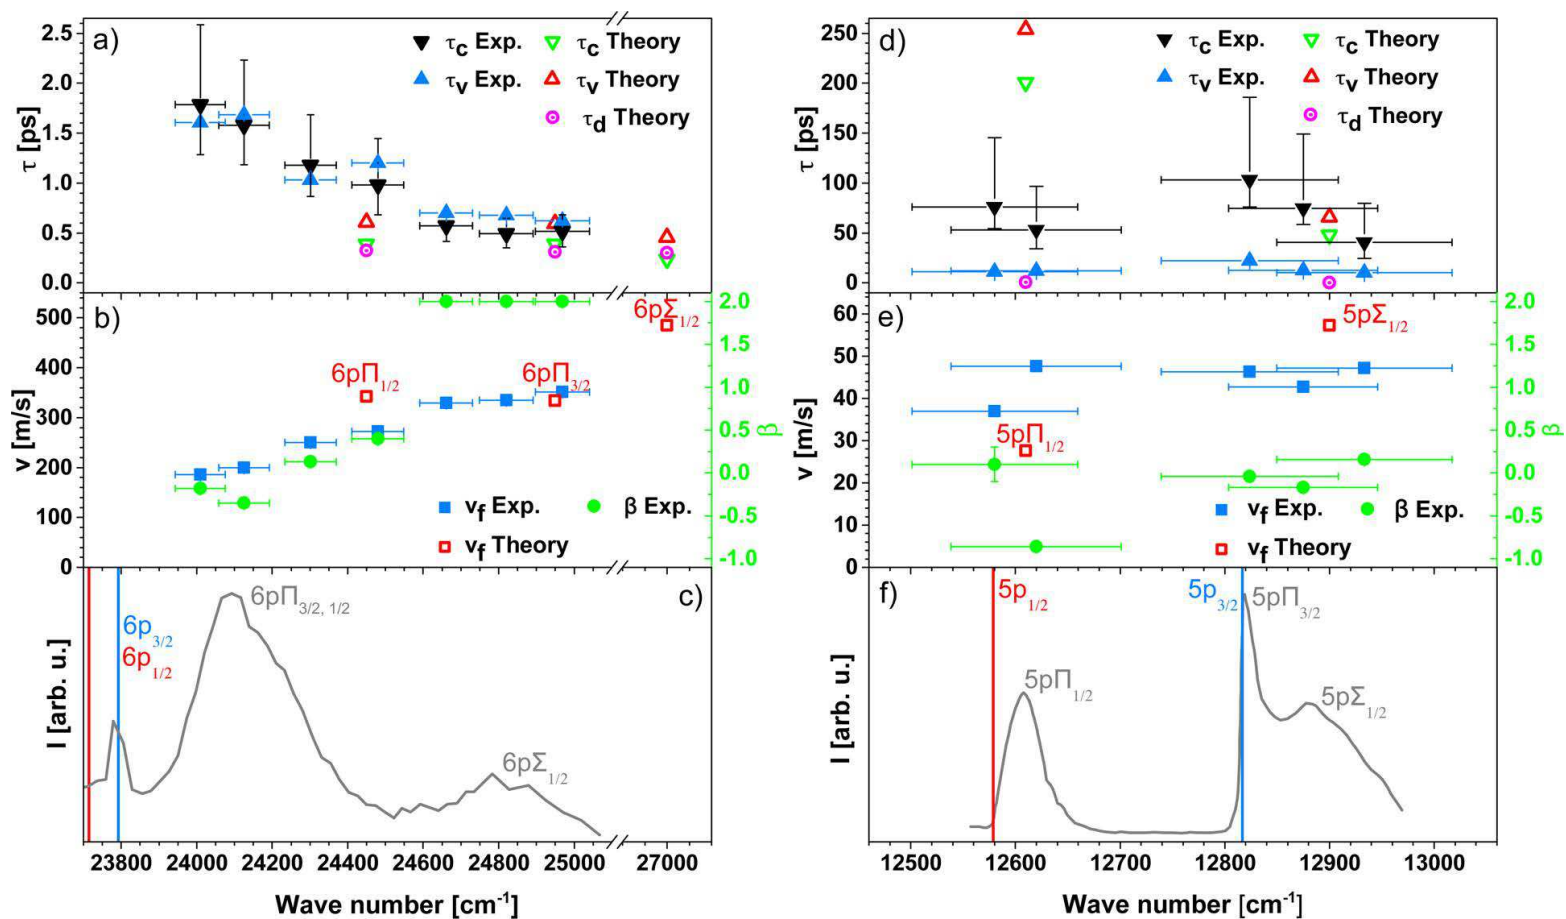 a)
τc Exp.
τc Theory
τv Exp.
τv Theory
τd Theory
τ [ps]
2.5
2.0
1.5
1.0
0.5
0.0
b)
6pΣ1/2
6pΠ1/2
6pΠ3/2
v [m/s]
500
400
300
200
100
0
2.0
1.5
1.0
0.5
0.0
-0.5
-1.0
β
vf Exp.
β Exp.
vf Theory
c)
6pΠ3/2, 1/2
6p3/2
6p1/2
6pΣ1/2
I [arb. u.]
23800
24000
24200
24400
24600
24800
25000
27000
Wave number [cm-1]
d)
τc Exp.
τc Theory
τv Exp.
τv Theory
τd Theory
τ [ps]
250
200
150
100
50
0
e)
5pΣ1/2
5pΠ1/2
v [m/s]
60
50
40
30
20
10
0
2.0
1.5
1.0
0.5
0.0
-0.5
-1.0
β
vf Exp.
β Exp.
vf Theory
f)
5p1/2
5p3/2
5pΠ3/2
5pΠ1/2
5pΣ1/2
I [arb. u.]
12500
12600
12700
12800
12900
13000
Wave number [cm-1]